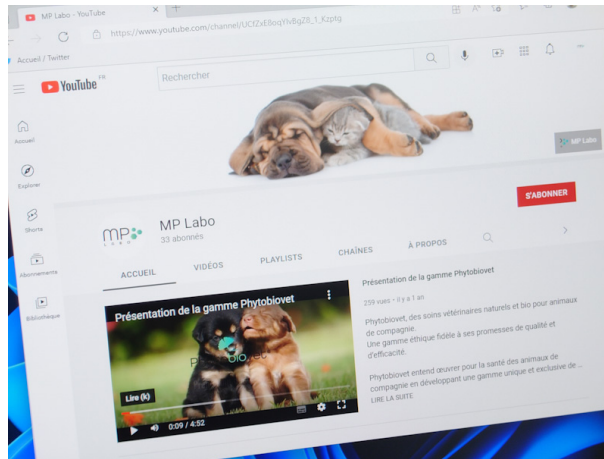 MP Labo - YouTube
https://www.youtube.com/channel/UCfZxE8oqYlvBgZ8_1_Kzptg
Accueil / Twitter
YouTube FR
Rechercher
Accueil
Explorer
Shorts
Abonnements
Bibliothèque
MP Labo
MP
LABO
MP Labo
33 abonnés
S'ABONNER
ACCUEIL
VIDÉOS
PLAYLISTS
CHAÎNES
À PROPOS
Présentation de la gamme Phytobiovet
Lire (k)
0:09 / 4:52
Présentation de la gamme Phytobiovet
259 vues • il y a 1 an
Phytobiovet, des soins vétérinaires naturels et bio pour animaux
de compagnie.
Une gamme éthique fidèle à ses promesses de qualité et
d'efficacité.
Phytobiovet entend œuvrer pour la santé des animaux de
compagnie en développant une gamme unique et exclusive de ...
LIRE LA SUITE